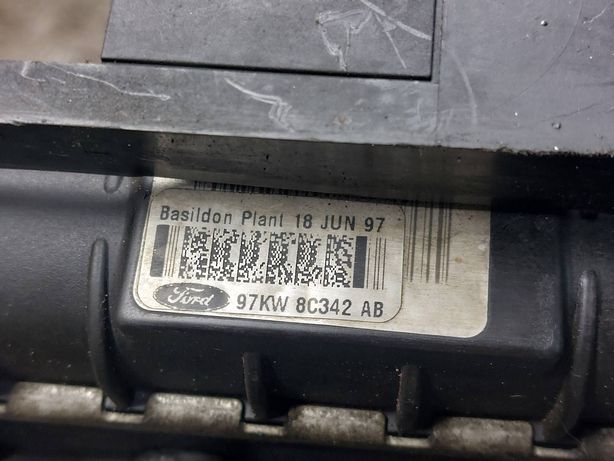 Basildon Plant 18 JUN 97
Ford 97KW 8C342 AB